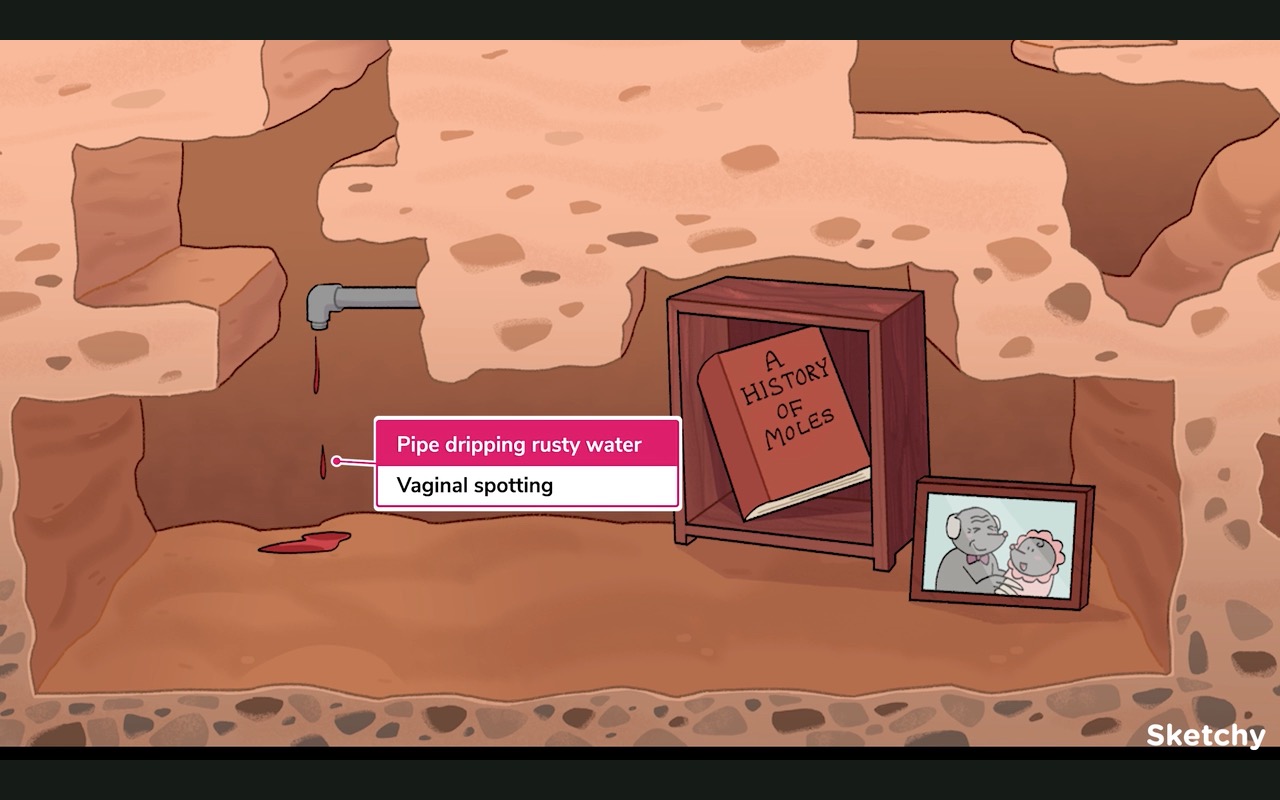 A
HISTORY
OF
MOLES
Pipe dripping rusty water
Vaginal spotting
Sketchy